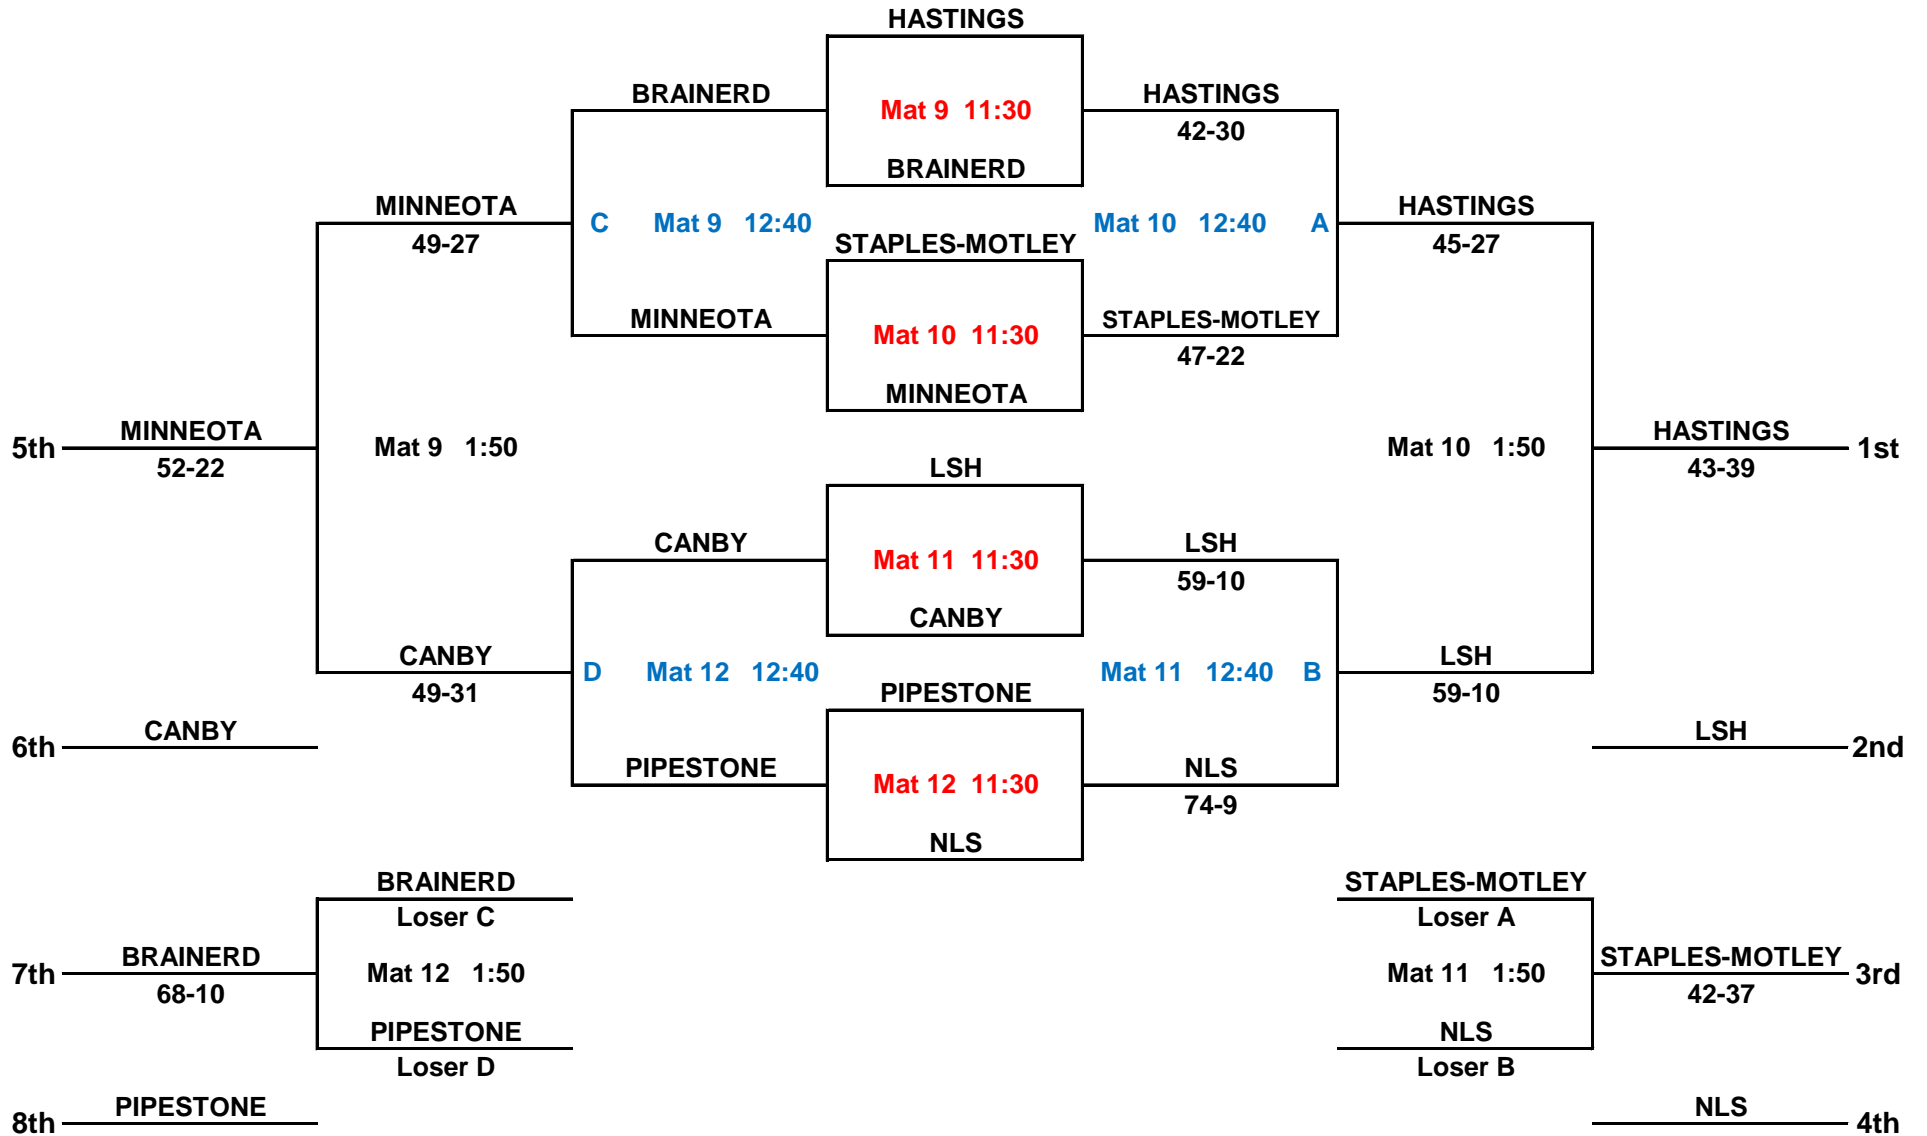 HASTINGS
BRAINERD
Mat 9 11:30
HASTINGS
42-30
BRAINERD
MINNEOTA
49-27
C Mat 9 12:40
Mat 10 12:40 A
HASTINGS
45-27
STAPLES-MOTLEY
MINNEOTA
Mat 10 11:30
STAPLES-MOTLEY
47-22
MINNEOTA
5th
MINNEOTA
52-22
Mat 9 1:50
Mat 10 1:50
HASTINGS
43-39
1st
LSH
CANBY
Mat 11 11:30
LSH
59-10
CANBY
CANBY
49-31
D Mat 12 12:40
Mat 11 12:40 B
LSH
59-10
PIPESTONE
6th
CANBY
LSH
2nd
PIPESTONE
Mat 12 11:30
NLS
74-9
NLS
BRAINERD
Loser C
STAPLES-MOTLEY
Loser A
7th
BRAINERD
68-10
Mat 12 1:50
Mat 11 1:50
STAPLES-MOTLEY
42-37
3rd
PIPESTONE
Loser D
NLS
Loser B
8th
PIPESTONE
NLS
4th